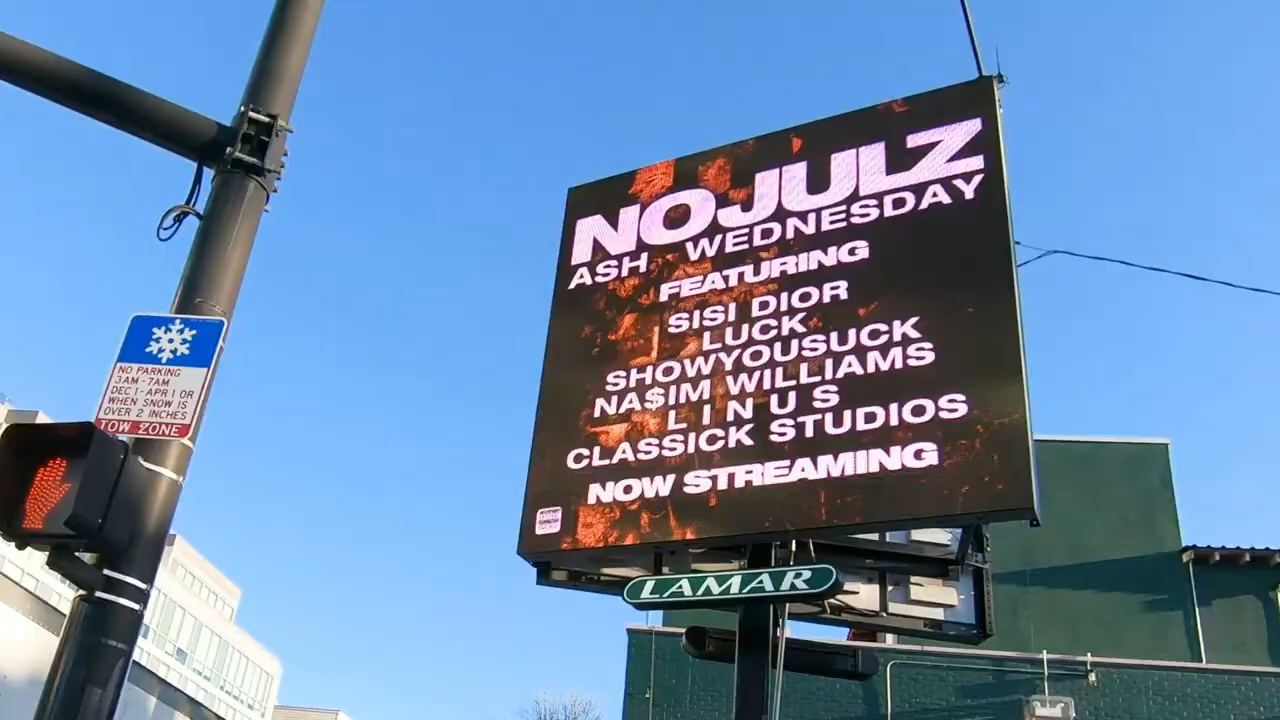 NOJULZ
ASH WEDNESDAY
FEATURING
SISI DIOR
LUCK
SHOWYOUSUCK
NA$IM WILLIAMS
LINUS
CLASSICK STUDIOS
NOW STREAMING
LAMAR
NO PARKING
3AM-7AM
DEC 1-APR 1 OR
WHEN SNOW IS
OVER 2 INCHES
TOW ZONE